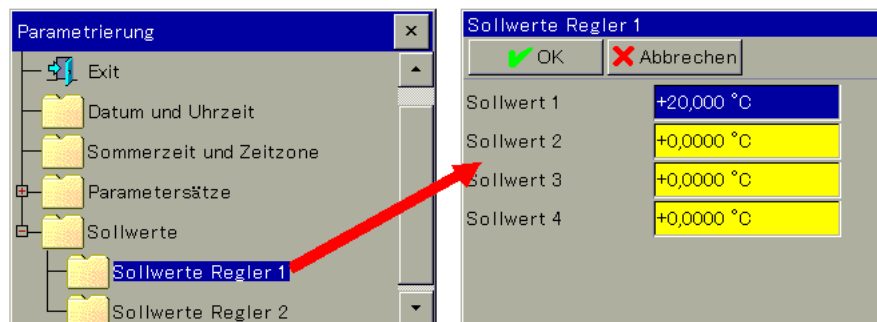 Parametrierung
Exit
Datum und Uhrzeit
Sommerzeit und Zeitzone
Parametersätze
Sollwerte
Sollwerte Regler 1
Sollwerte Regler 2
Sollwerte Regler 1
OK Abbrechen
Sollwert 1 +20,000 °C
Sollwert 2 +0,0000 °C
Sollwert 3 +0,0000 °C
Sollwert 4 +0,0000 °C